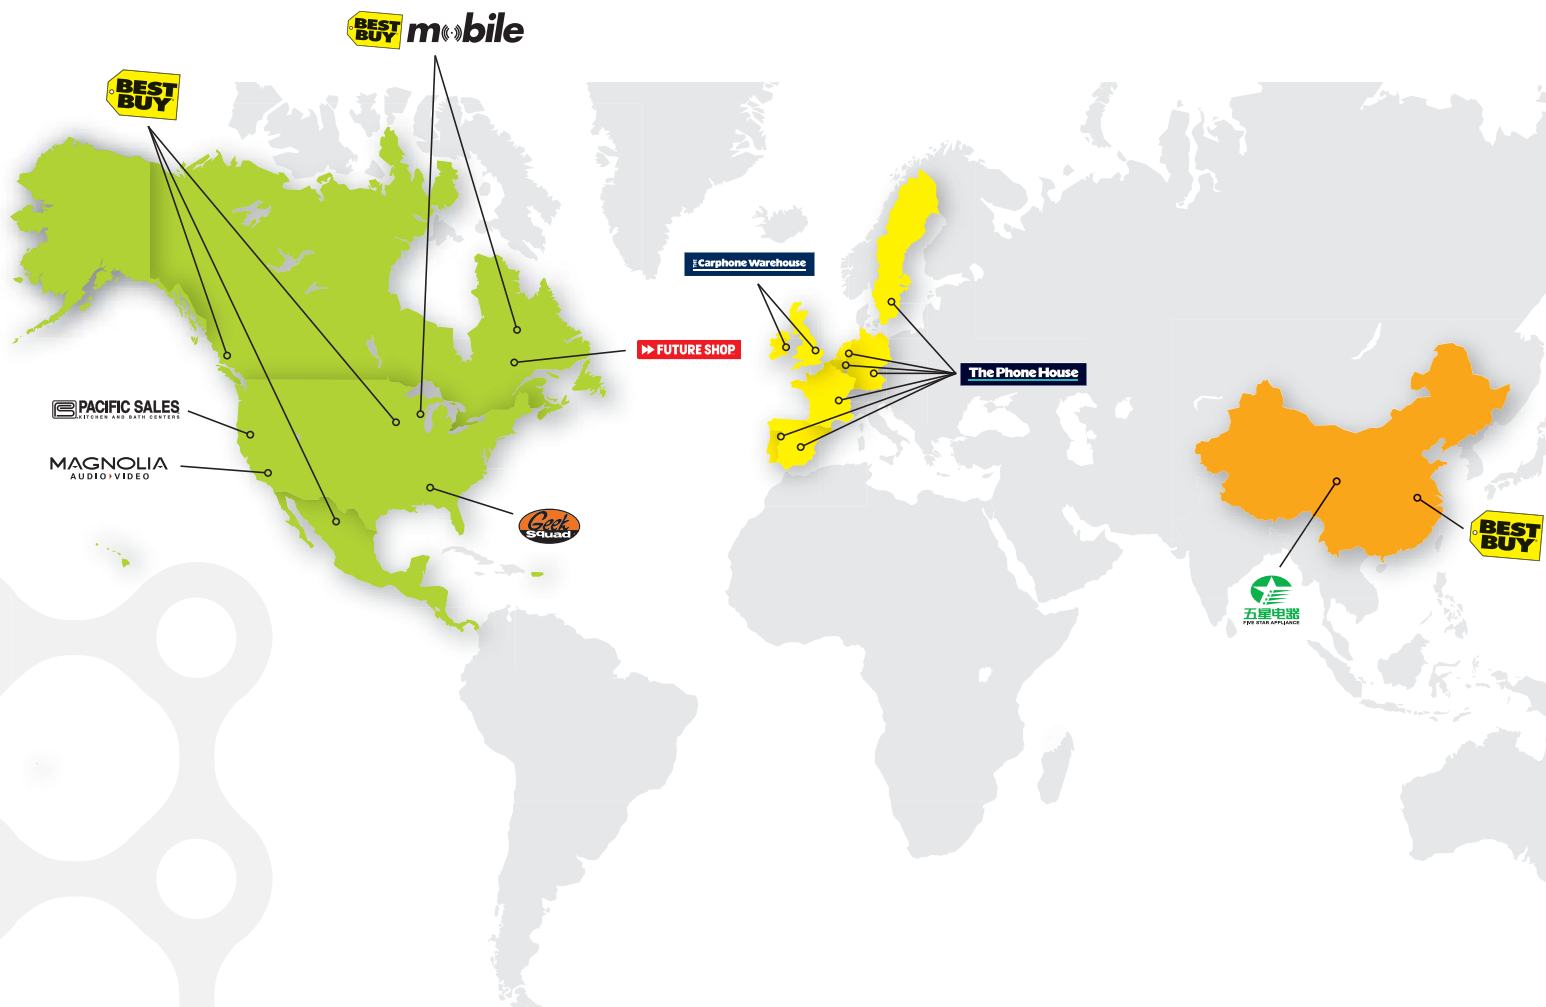 BEST
BUY
mobile
BEST
BUY
THE Carphone Warehouse
FUTURE SHOP
The Phone House
PACIFIC SALES
KITCHEN AND BATH CENTERS
MAGNOLIA
AUDIO VIDEO
Geek
Squad
BEST
BUY
五星电器
FIVE STAR APPLIANCE